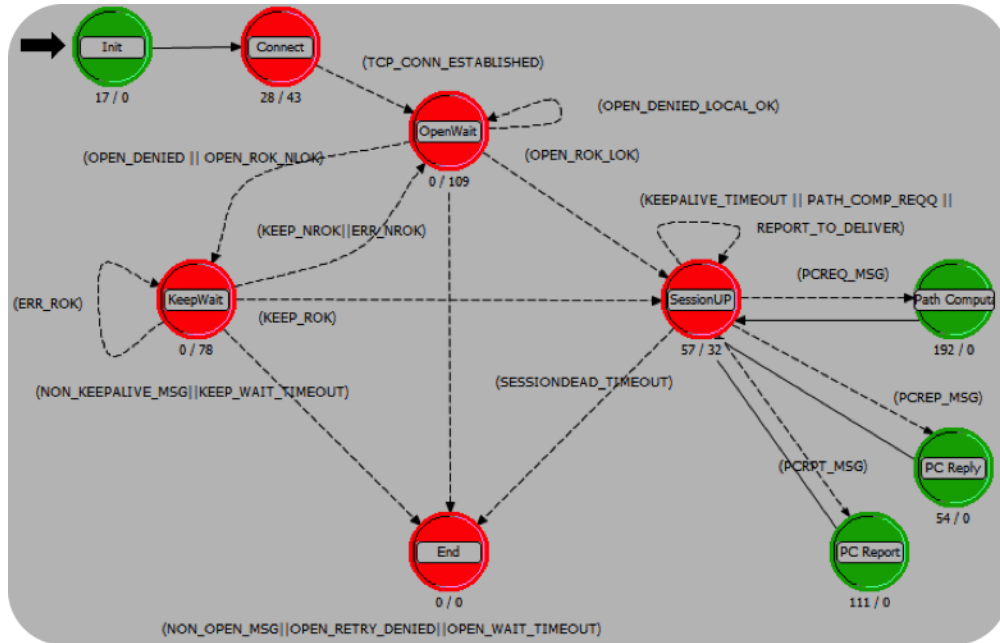 Init
17 / 0
Connect
28 / 43
(TCP_CONN_ESTABLISHED)
OpenWait
0 / 109
(OPEN_DENIED_LOCAL_OK)
(OPEN_DENIED || OPEN_ROK_NLOK)
(OPEN_ROK_LOK)
(KEEPALIVE_TIMEOUT || PATH_COMP_REQQ ||
REPORT_TO_DELIVER)
(KEEP_NROK||ERR_NROK)
(PCREQ_MSG)
(ERR_ROK)
KeepWait
0 / 78
(KEEP_ROK)
SessionUP
57 / 32
Path Computa
192 / 0
(NON_KEEPALIVE_MSG||KEEP_WAIT_TIMEOUT)
(SESSIONDEAD_TIMEOUT)
(PCREP_MSG)
(PCRPT_MSG)
PC Reply
54 / 0
End
0 / 0
PC Report
111 / 0
(NON_OPEN_MSG||OPEN_RETRY_DENIED||OPEN_WAIT_TIMEOUT)